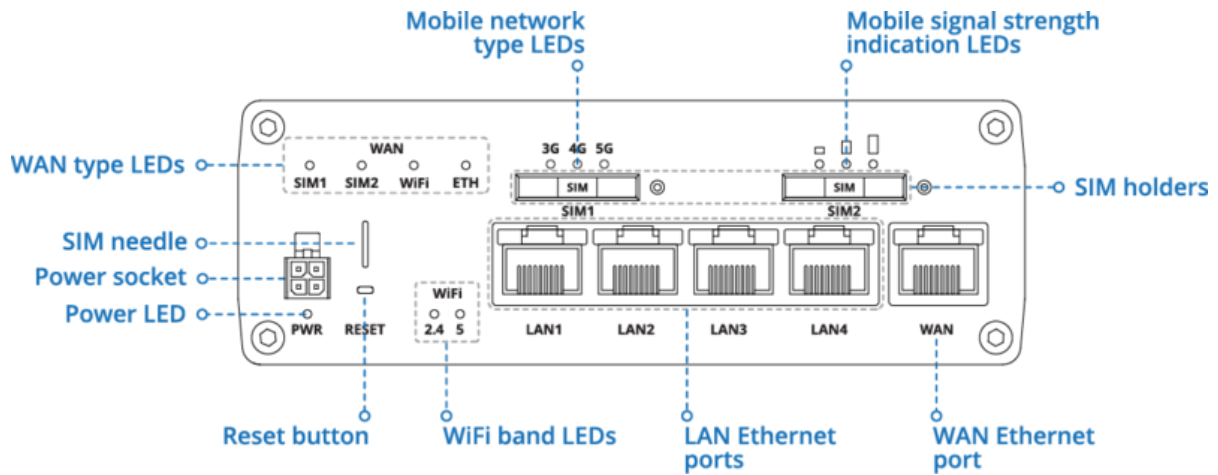 Mobile network
type LEDs
Mobile signal strength
indication LEDs
WAN type LEDs
WAN
SIM1 SIM2 WiFi ETH
3G 4G 5G
SIM
SIM1
SIM
SIM2
SIM holders
SIM needle
Power socket
Power LED
PWR
RESET
WiFi
2.4 5
LAN1 LAN2 LAN3 LAN4 WAN
Reset button
WiFi band LEDs
LAN Ethernet
ports
WAN Ethernet
port